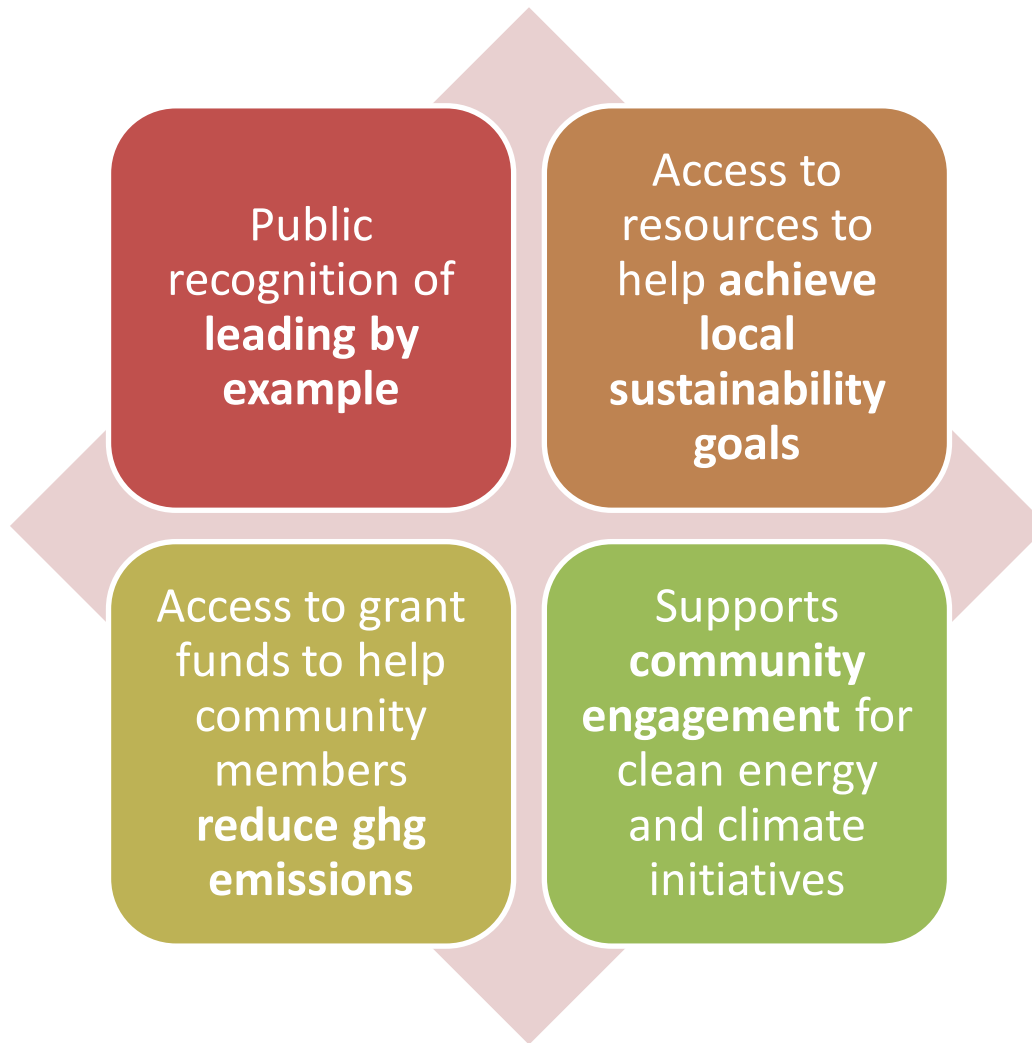 Public
recognition of
leading by
example
Access to
resources to
help achieve
local
sustainability
goals
Access to grant
funds to help
community
members
reduce ghg
emissions
Supports
community
engagement for
clean energy
and climate
initiatives